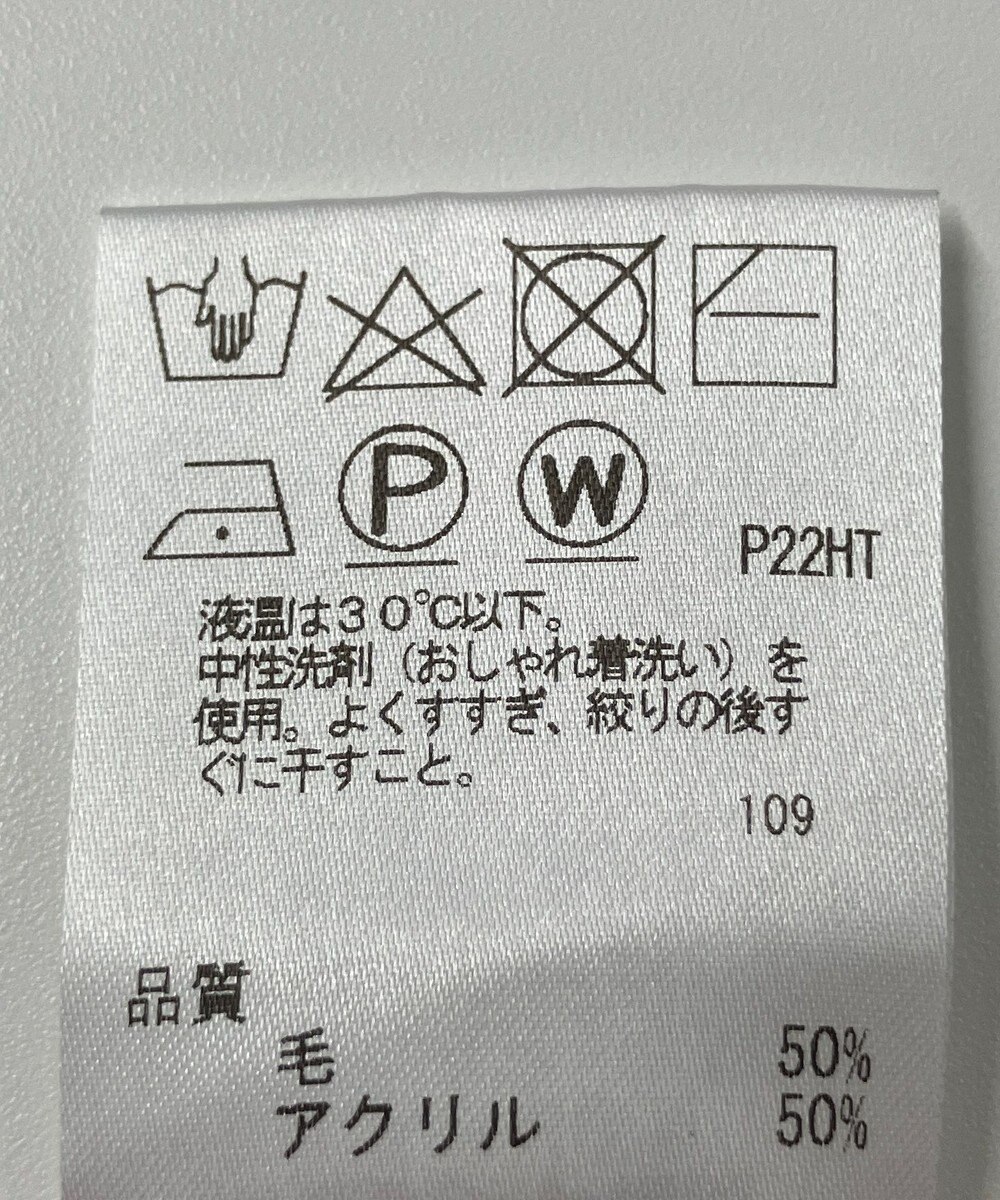 P
W
P22HT
液温は30℃以下。
中性洗剤（おしゃれ着洗い）を
使用。よくすすぎ、絞りの後す
ぐに干すこと。
109
品質
毛 50%
アクリル 50%